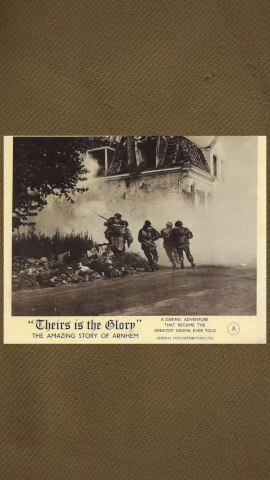 "Theirs is the Glory"
THE AMAZING STORY OF ARNHEM
A DARING ADVENTURE
THAT BECAME THE
GREATEST DRAMA EVER TOLD
GENERAL FILM DISTRIBUTORS LTD.
A